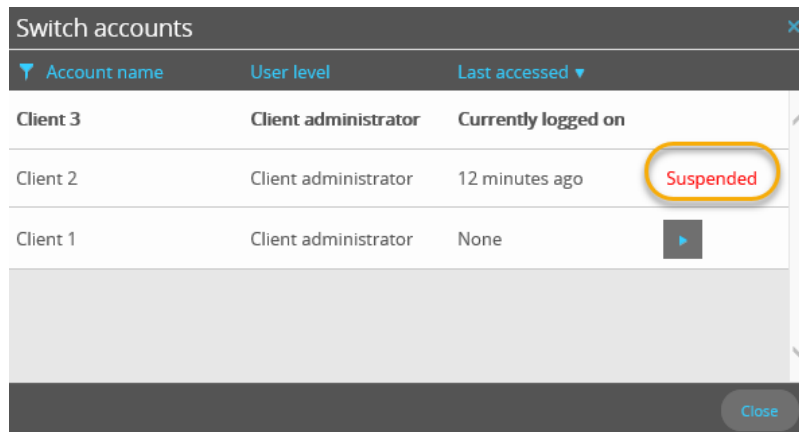 Switch accounts
Account name User level Last accessed ▼
Client 3 Client administrator Currently logged on
Client 2 Client administrator 12 minutes ago Suspended
Client 1 Client administrator None
Close